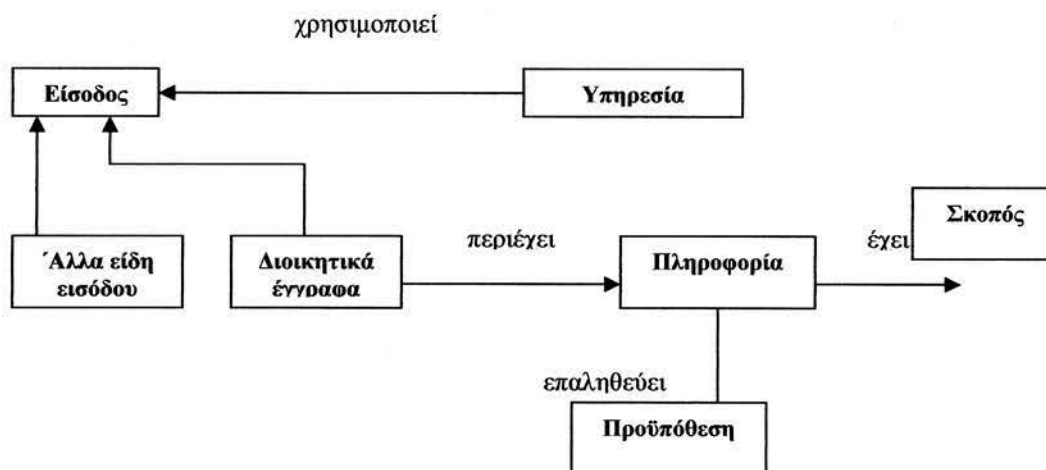 χρησιμοποιεί
Είσοδος
Υπηρεσία
Σκοπός
Άλλα είδη
εισόδου
Διοικητικά
έγγραφα
περιέχει
Πληροφορία
έχει
επαληθεύει
Προϋπόθεση